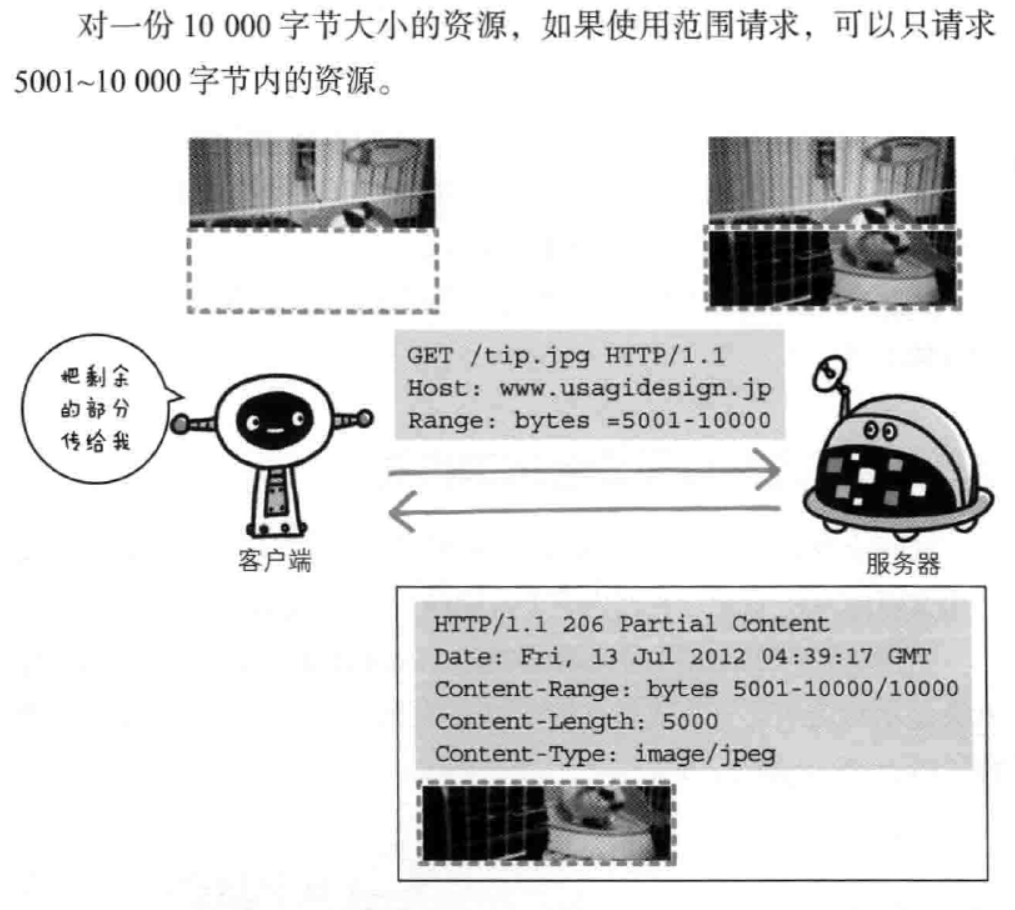 对一份 10 000 字节大小的资源，如果使用范围请求，可以只请求
5001~10 000 字节内的资源。
把剩余
的部分
传给我
GET /tip.jpg HTTP/1.1
Host: www.usagidesign.jp
Range: bytes =5001-10000
客户端
服务器
HTTP/1.1 206 Partial Content
Date: Fri, 13 Jul 2012 04:39:17 GMT
Content-Range: bytes 5001-10000/10000
Content-Length: 5000
Content-Type: image/jpeg